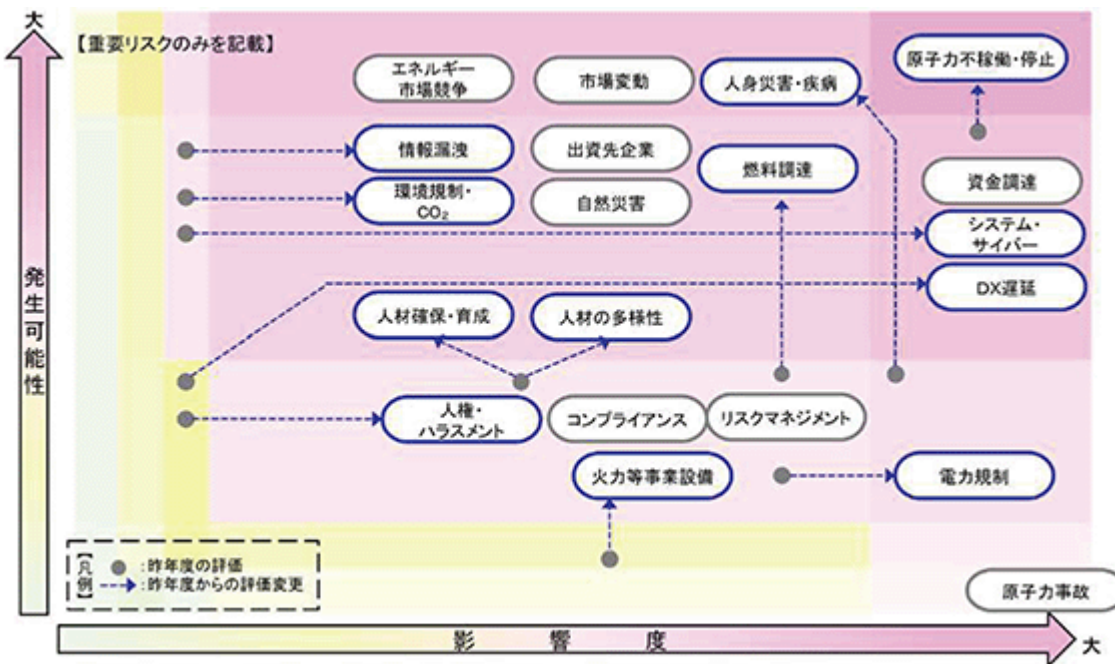 大
【重要リスクのみを記載】
エネルギー
市場競争
市場変動
人身災害・疾病
原子力不稼働・停止
情報漏洩
出資先企業
燃料調達
資金調達
環境規制・
CO₂
自然災害
システム・
サイバー
DX遅延
人材確保・育成
人材の多様性
人権・
ハラスメント
コンプライアンス
リスクマネジメント
火力等事業設備
電力規制
原子力事故
発生可能性
【凡例】
:昨年度の評価
:昨年度からの評価変更
影響度
大